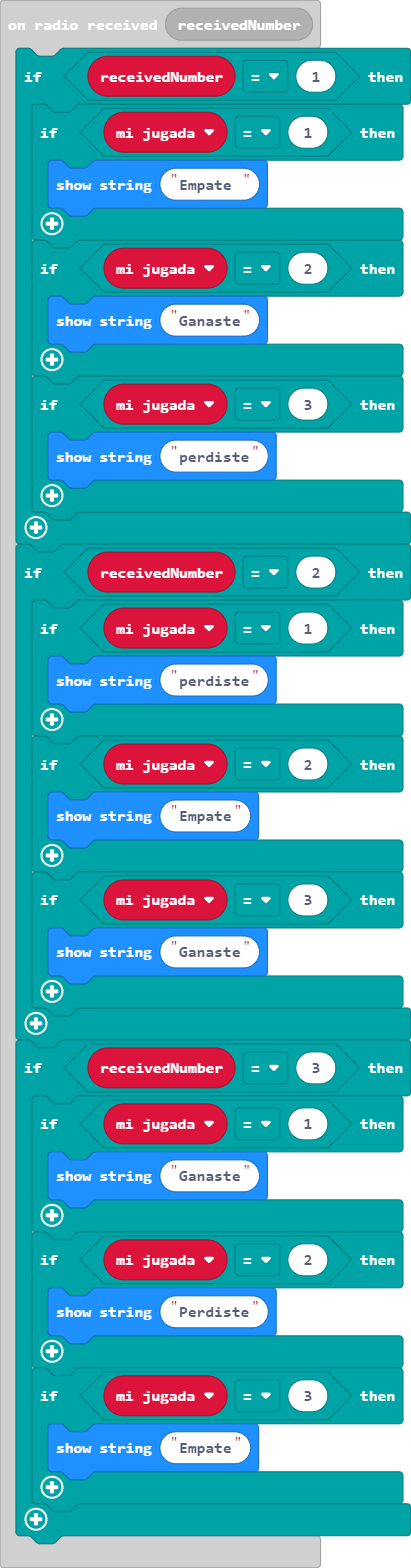 on radio received receivedNumber
if receivedNumber = 1 then
if mi jugada = 1 then
show string "Empate "
if mi jugada = 2 then
show string "Ganaste"
if mi jugada = 3 then
show string "perdiste"
if receivedNumber = 2 then
if mi jugada = 1 then
show string "perdiste"
if mi jugada = 2 then
show string "Empate"
if mi jugada = 3 then
show string "Ganaste"
if receivedNumber = 3 then
if mi jugada = 1 then
show string "Ganaste"
if mi jugada = 2 then
show string "Perdiste"
if mi jugada = 3 then
show string "Empate"